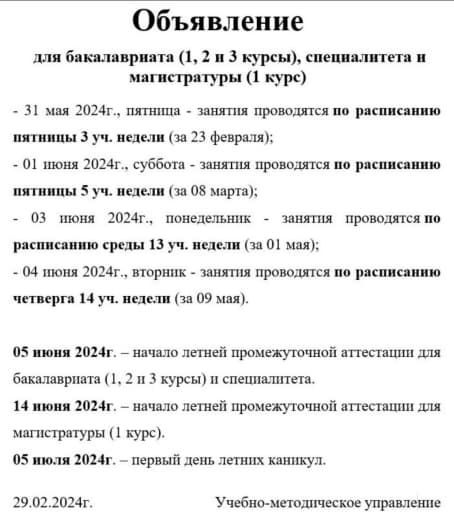 Объявление
для бакалавриата (1, 2 и 3 курсы), специалитета и
магистратуры (1 курс)
- 31 мая 2024г., пятница - занятия проводятся по расписанию
пятницы 3 уч. недели (за 23 февраля);
- 01 июня 2024г., суббота - занятия проводятся по расписанию
пятницы 5 уч. недели (за 08 марта);
- 03 июня 2024г., понедельник - занятия проводятся по
расписанию среды 13 уч. недели (за 01 мая);
- 04 июня 2024г., вторник - занятия проводятся по расписанию
четверга 14 уч. недели (за 09 мая).
05 июня 2024г. – начало летней промежуточной аттестации для
бакалавриата (1, 2 и 3 курсы) и специалитета.
14 июня 2024г. – начало летней промежуточной аттестации для
магистратуры (1 курс).
05 июля 2024г. – первый день летних каникул.
29.02.2024г. Учебно-методическое управление